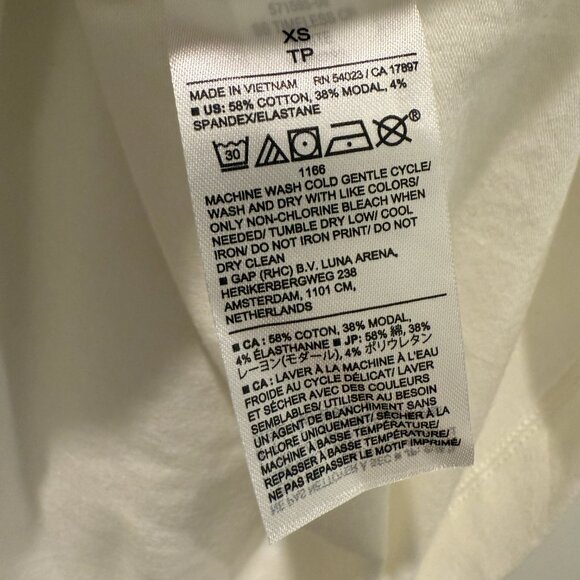 XS
TP
MADE IN VIETNAM RN 54023 / CA 17897
■ US: 58% COTTON, 38% MODAL, 4%
SPANDEX/ELASTANE
30
®
1166
MACHINE WASH COLD GENTLE CYCLE/
WASH AND DRY WITH LIKE COLORS/
ONLY NON-CHLORINE BLEACH WHEN
NEEDED/ TUMBLE DRY LOW/ COOL
IRON/ DO NOT IRON PRINT/ DO NOT
DRY CLEAN
■ GAP (RHC) B.V. LUNA ARENA,
HERIKERBERGWEG 238
AMSTERDAM, 1101 CM,
NETHERLANDS
■ CA : 58% COTON, 38% MODAL,
4% ÉLASTHANNE ■ JP: 58% 綿, 38%
レーヨン(モダール), 4% ポリウレタン
■ CA : LAVER À LA MACHINE À L'EAU
FROIDE AU CYCLE DÉLICAT/ LAVER
ET SÉCHER AVEC DES COULEURS
SEMBLABLES/ UTILISER AU BESOIN
UN AGENT DE BLANCHIMENT SANS
CHLORE UNIQUEMENT/ SÉCHER À LA
MACHINE À BASSE TEMPÉRATURE/
REPASSER À BASSE TEMPÉRATURE/
NE PAS REPASSER LE MOTIF IMPRIMÉ/